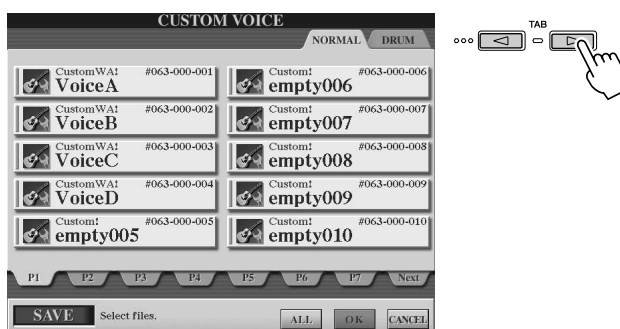 CUSTOM VOICE
NORMAL DRUM
TAB
CustomWA! #063-000-001
VoiceA
CustomWA! #063-000-002
VoiceB
CustomWA! #063-000-003
VoiceC
CustomWA! #063-000-004
VoiceD
Custom! #063-000-005
empty005
Custom! #063-000-006
empty006
Custom! #063-000-007
empty007
Custom! #063-000-008
empty008
Custom! #063-000-009
empty009
Custom! #063-000-010
empty010
P1 P2 P3 P4 P5 P6 P7 Next
SAVE Select files. ALL OK CANCEL